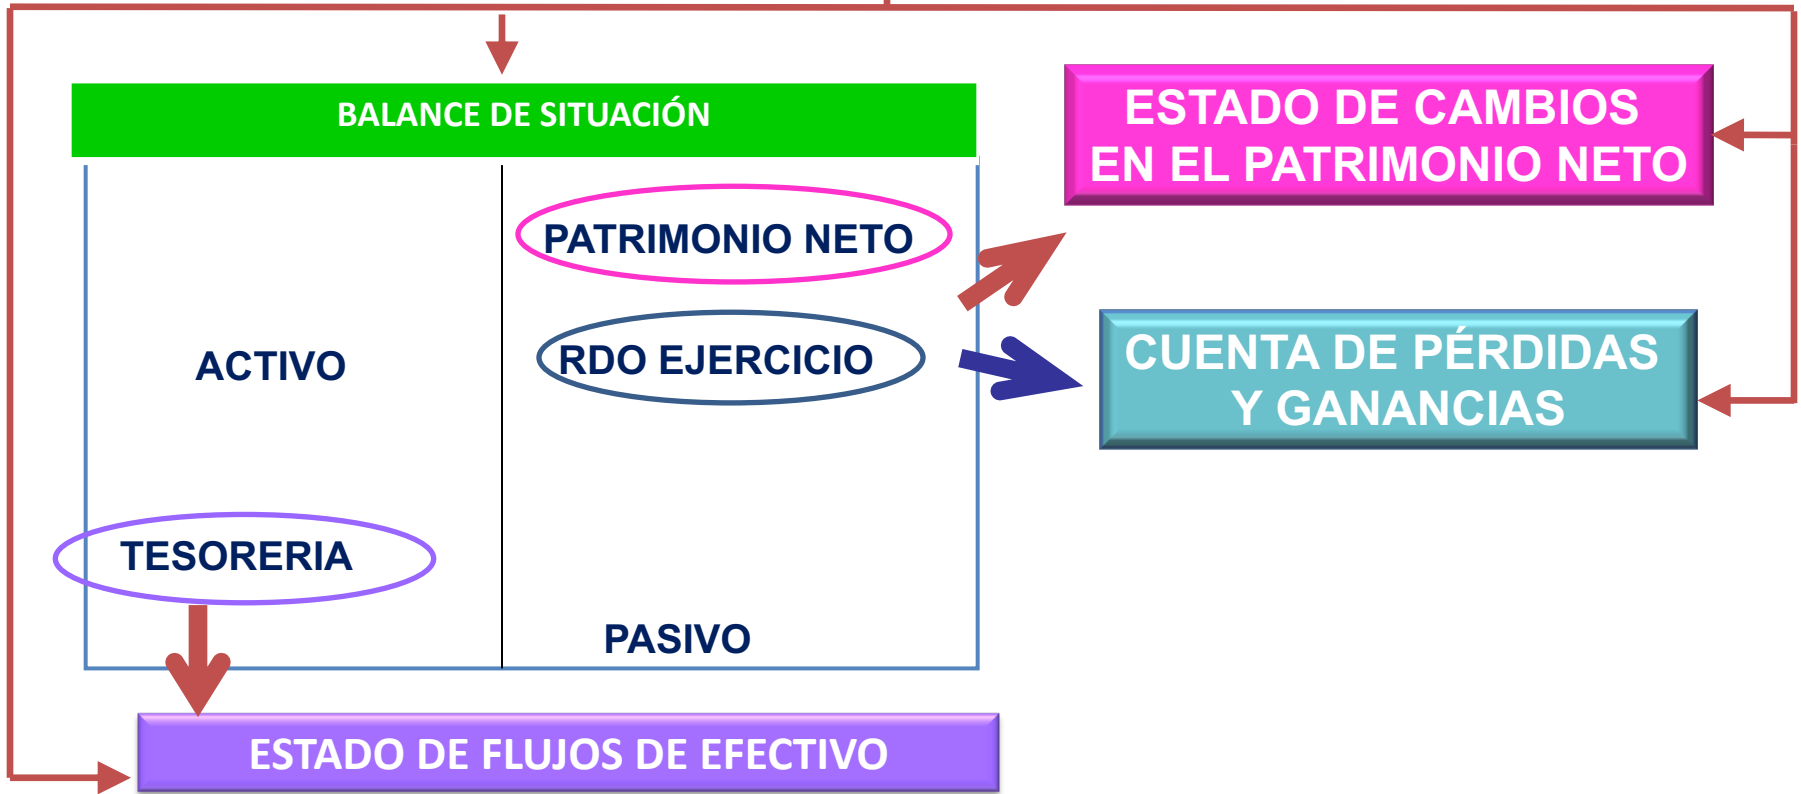 BALANCE DE SITUACIÓN
ESTADO DE CAMBIOS
EN EL PATRIMONIO NETO
PATRIMONIO NETO
RDO EJERCICIO
ACTIVO
CUENTA DE PÉRDIDAS
Y GANANCIAS
TESORERIA
PASIVO
ESTADO DE FLUJOS DE EFECTIVO